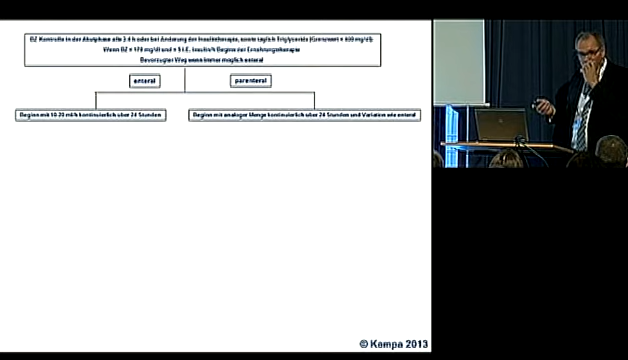 BZ Kontrolle in der Akutphase alle 2-4 h oder bei Änderung der Insulintherapie, sowie täglich Triglyceride (Grenzwert < 400 mg/dl)
Wenn BZ < 170 mg/dl und < 5 I.E. Insulin/h Beginn der Ernährungstherapie
Bevorzugter Weg wenn immer möglich enteral
enteral
parenteral
Beginn mit 10-20 ml/h kontinuierlich über 24 Stunden
Beginn mit analoger Menge kontinuierlich über 24 Stunden und Variation wie enteral
© Kampa 2013